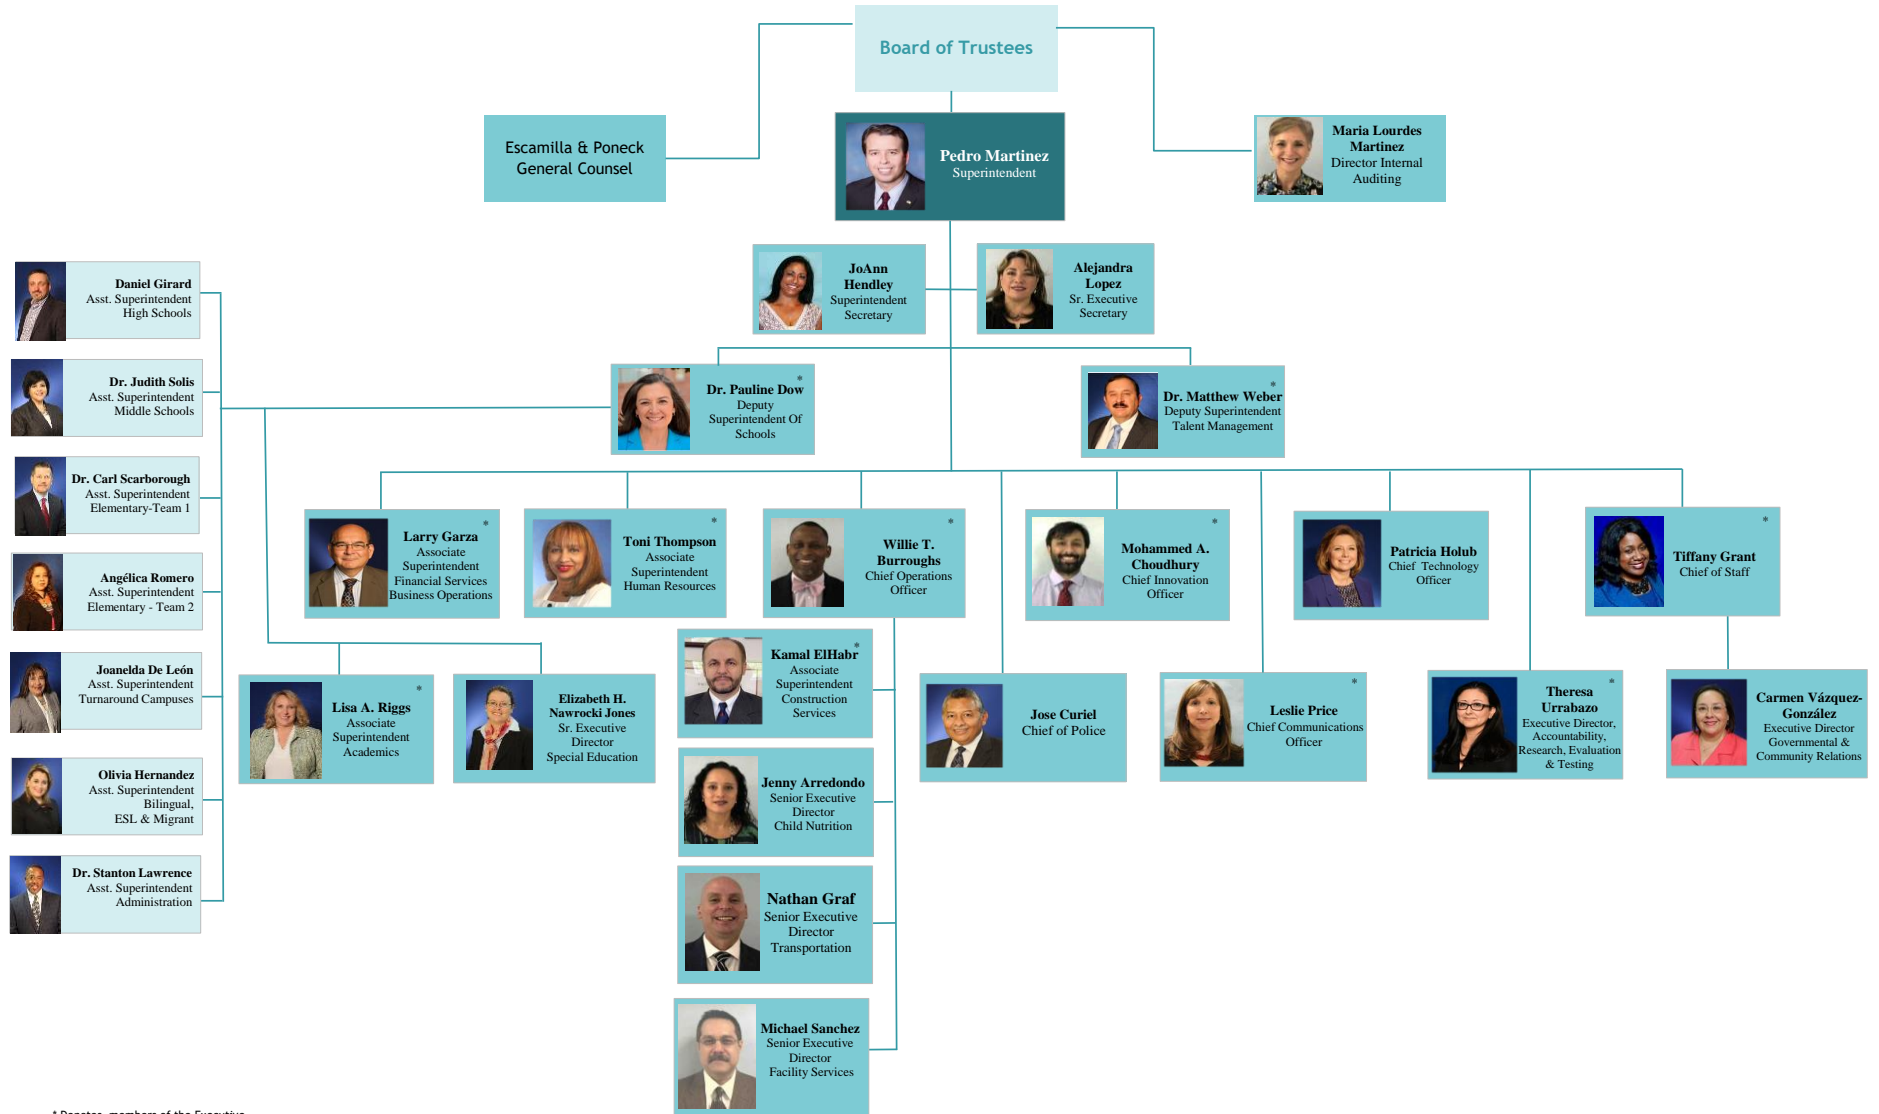 Board of Trustees
Escamilla & Poneck
General Counsel
Pedro Martinez
Superintendent
Maria Lourdes
Martinez
Director Internal
Auditing
JoAnn
Hendley
Superintendent
Secretary
Alejandra
Lopez
Sr. Executive
Secretary
Daniel Girard
Asst. Superintendent
High Schools
Dr. Judith Solis
Asst. Superintendent
Middle Schools
Dr. Carl Scarborough
Asst. Superintendent
Elementary-Team 1
Angélica Romero
Asst. Superintendent
Elementary - Team 2
Joanelda De León
Asst. Superintendent
Turnaround Campuses
Olivia Hernandez
Asst. Superintendent
Bilingual,
ESL & Migrant
Dr. Stanton Lawrence
Asst. Superintendent
Administration
*
Dr. Pauline Dow
Deputy
Superintendent Of
Schools
*
Dr. Matthew Weber
Deputy Superintendent
Talent Management
*
Larry Garza
Associate
Superintendent
Financial Services
Business Operations
*
Toni Thompson
Associate
Superintendent
Human Resources
*
Willie T.
Burroughs
Chief Operations
Officer
*
Mohammed A.
Choudhury
Chief Innovation
Officer
Patricia Holub
Chief Technology
Officer
*
Tiffany Grant
Chief of Staff
*
Lisa A. Riggs
Associate
Superintendent
Academics
Elizabeth H.
Nawrocki Jones
Sr. Executive
Director
Special Education
*
Kamal ElHabr
Associate
Superintendent
Construction
Services
Jenny Arredondo
Senior Executive
Director
Child Nutrition
Nathan Graf
Senior Executive
Director
Transportation
Michael Sanchez
Senior Executive
Director
Facility Services
Jose Curiel
Chief of Police
*
Leslie Price
Chief Communications
Officer
*
Theresa
Urrabazo
Executive Director,
Accountability,
Research, Evaluation
& Testing
Carmen Vázquez-
González
Executive Director
Governmental &
Community Relations
* Denotes members of the Executive